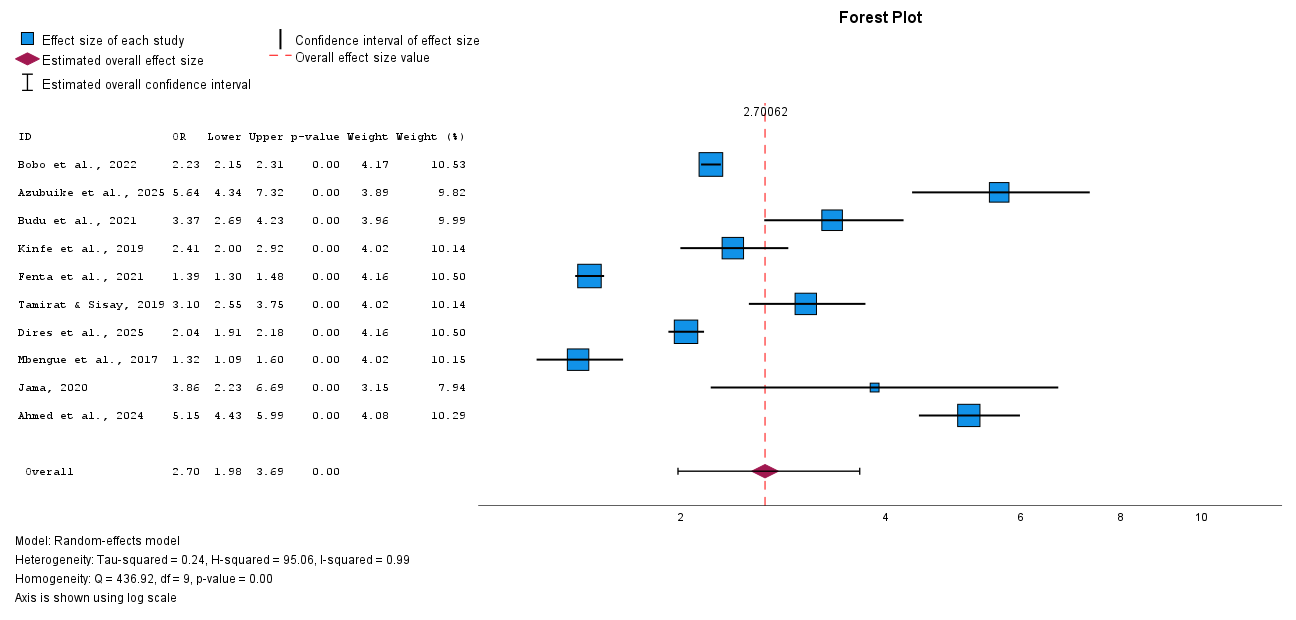 Forest Plot
Effect size of each study
Confidence interval of effect size
Estimated overall effect size
Overall effect size value
Estimated overall confidence interval
2.70062
ID OR Lower Upper p-value Weight Weight (%)
Bobo et al., 2022 2.23 2.15 2.31 0.00 4.17 10.53
Azubuike et al., 2025 5.64 4.34 7.32 0.00 3.89 9.82
Budu et al., 2021 3.37 2.69 4.23 0.00 3.96 9.99
Kinfe et al., 2019 2.41 2.00 2.92 0.00 4.02 10.14
Fenta et al., 2021 1.39 1.30 1.48 0.00 4.16 10.50
Tamirat & Sisay, 2019 3.10 2.55 3.75 0.00 4.02 10.14
Dires et al., 2025 2.04 1.91 2.18 0.00 4.16 10.50
Mbengue et al., 2017 1.32 1.09 1.60 0.00 4.02 10.15
Jama, 2020 3.86 2.23 6.69 0.00 3.15 7.94
Ahmed et al., 2024 5.15 4.43 5.99 0.00 4.08 10.29
Overall 2.70 1.98 3.69 0.00
2 4 6 8 10
Model: Random-effects model
Heterogeneity: Tau-squared = 0.24, H-squared = 95.06, I-squared = 0.99
Homogeneity: Q = 436.92, df = 9, p-value = 0.00
Axis is shown using log scale